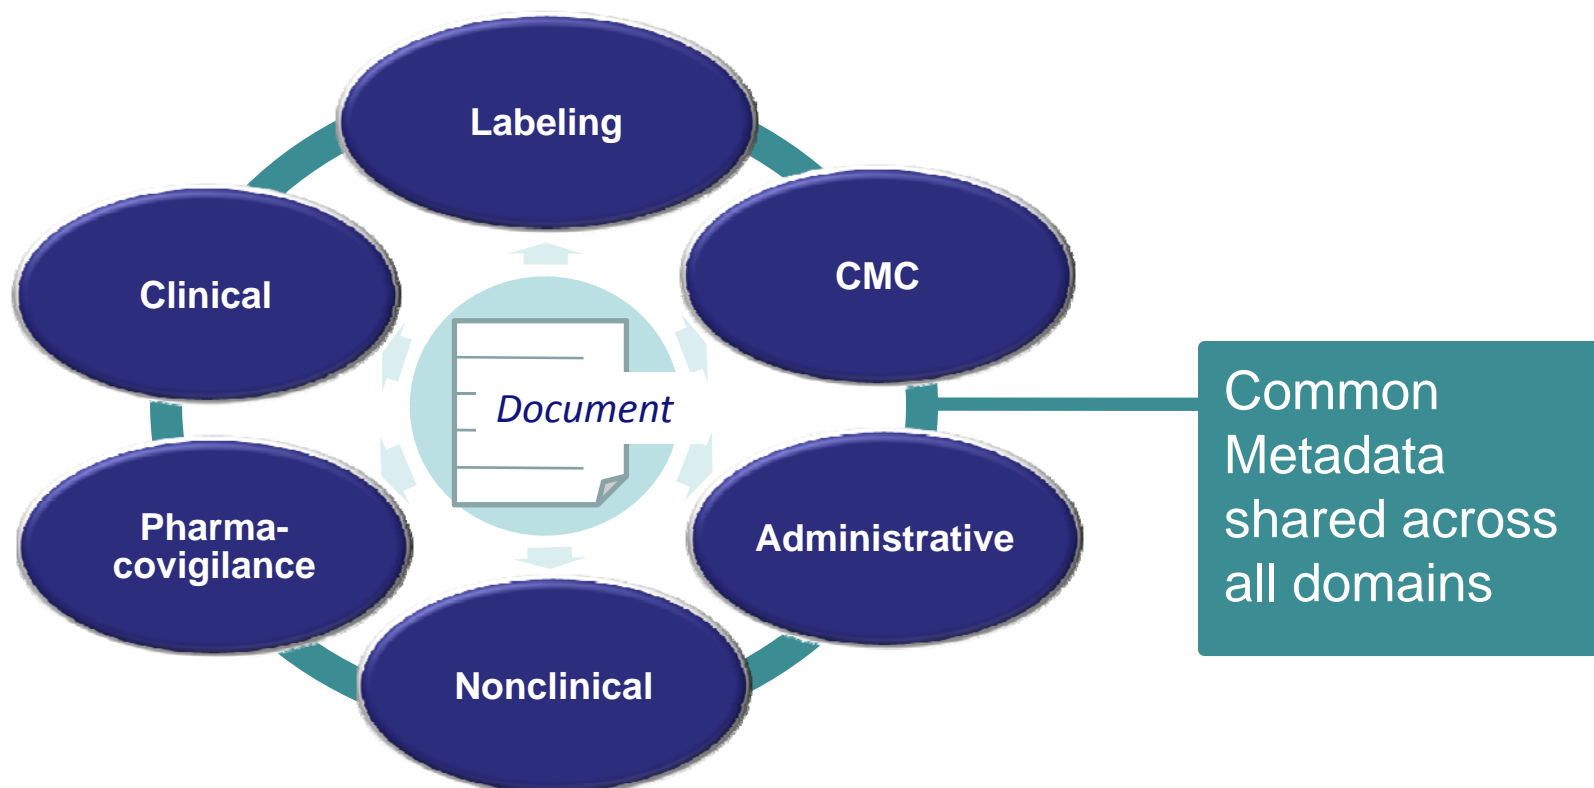 Labeling
CMC
Clinical
Document
Common
Metadata
shared across
all domains
Pharma-
covigilance
Administrative
Nonclinical